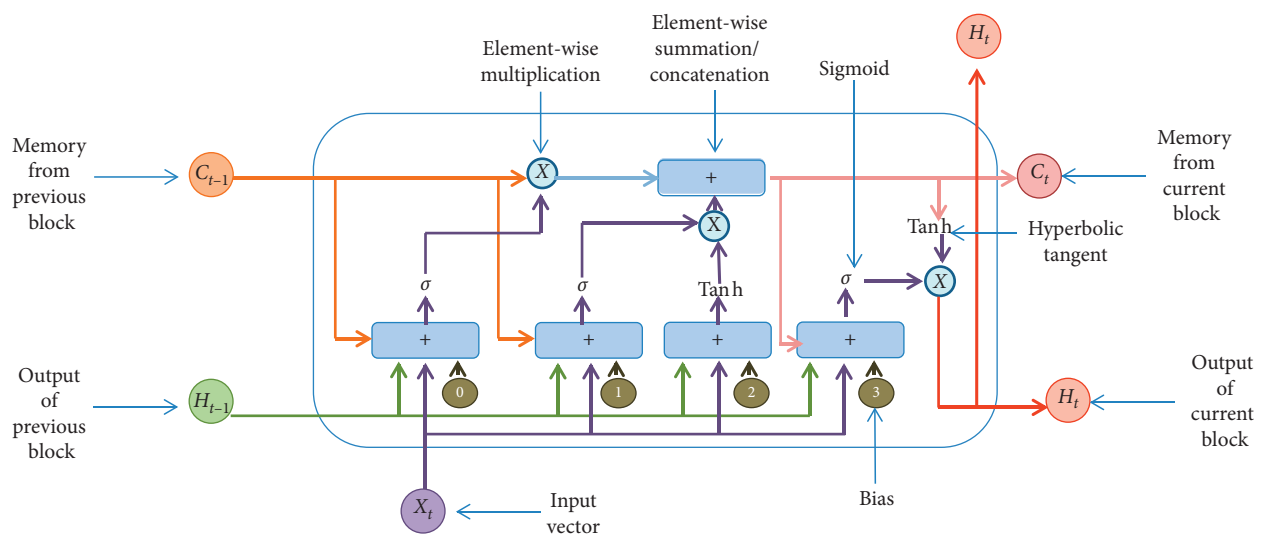 Element-wise
multiplication
Element-wise
summation/
concatenation
Sigmoid
H_t
Memory
from
previous
block
C_{t–1}
X
+
C_t
Memory
from
current
block
X
Tan h
Hyperbolic
tangent
σ
σ
Tan h
σ
X
+
+
+
+
0
1
2
3
Output
of
previous
block
H_{t–1}
H_t
Output
of
current
block
X_t
Input
vector
Bias